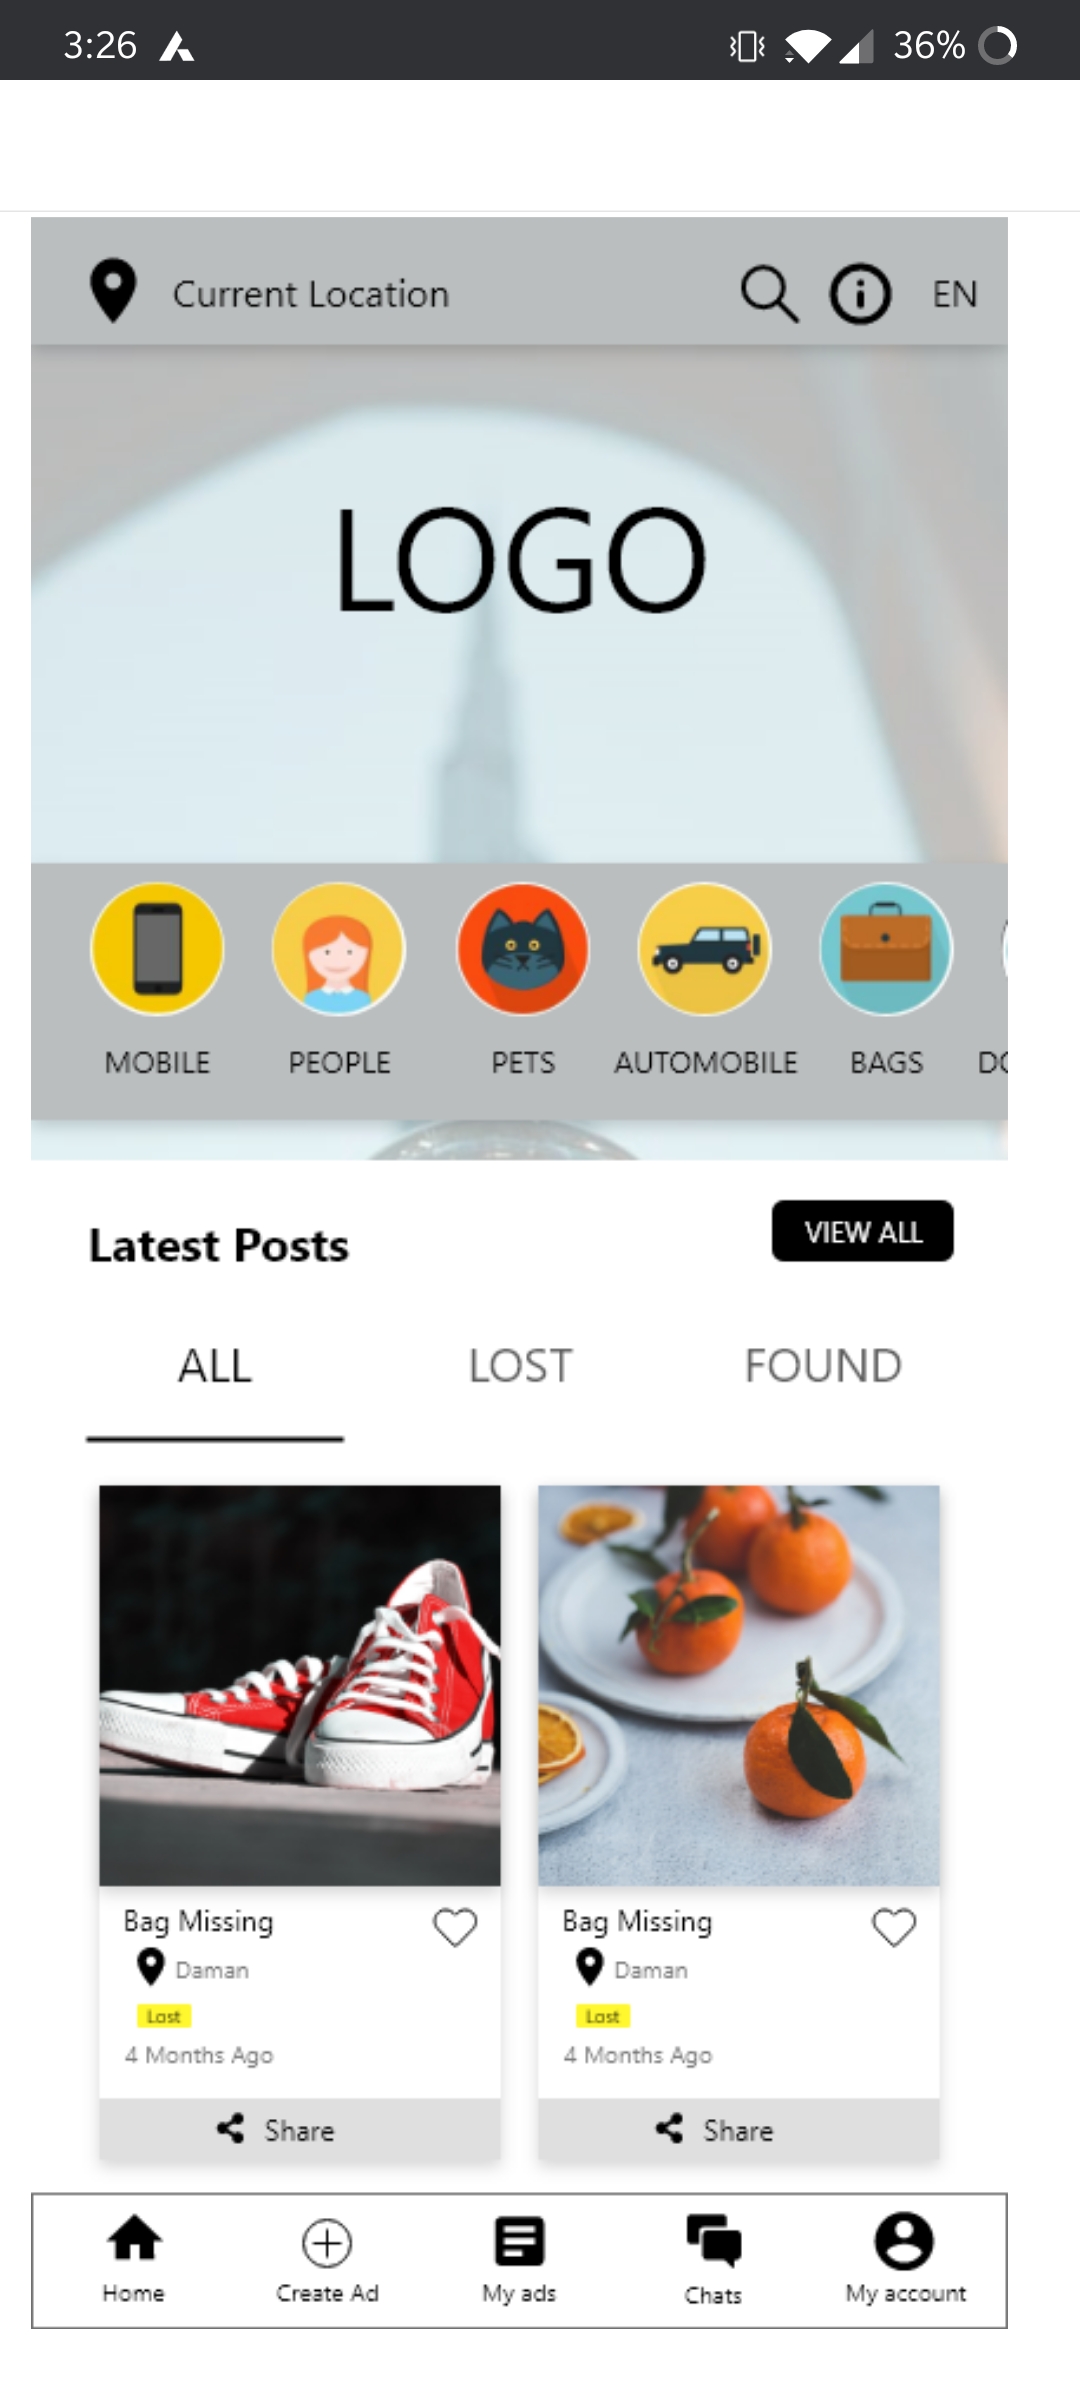 3:26 36%
Current Location EN
LOGO
MOBILE PEOPLE PETS AUTOMOBILE BAGS DO
Latest Posts VIEW ALL
ALL LOST FOUND
Bag Missing Bag Missing
Daman Daman
Lost Lost
4 Months Ago 4 Months Ago
Share Share
Home Create Ad My ads Chats My account